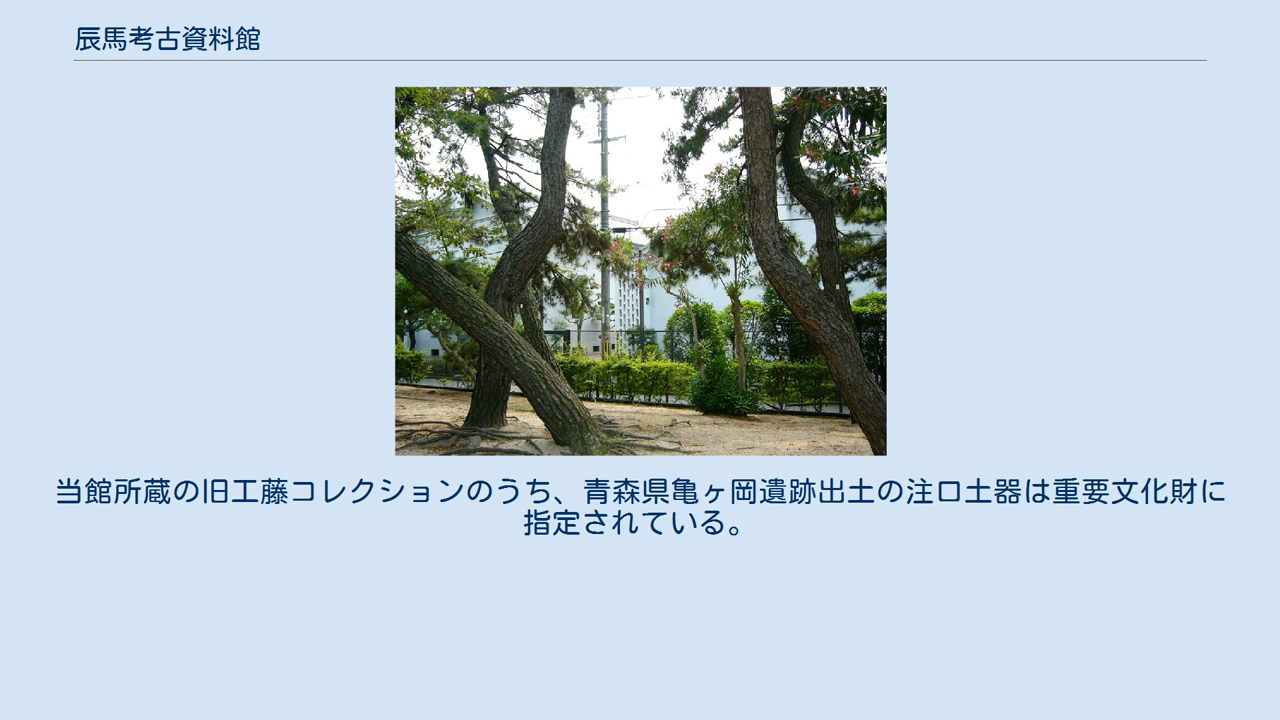 辰馬考古資料館
当館所蔵の旧工藤コレクションのうち、青森県亀ヶ岡遺跡出土の注口土器は重要文化財に
指定されている。